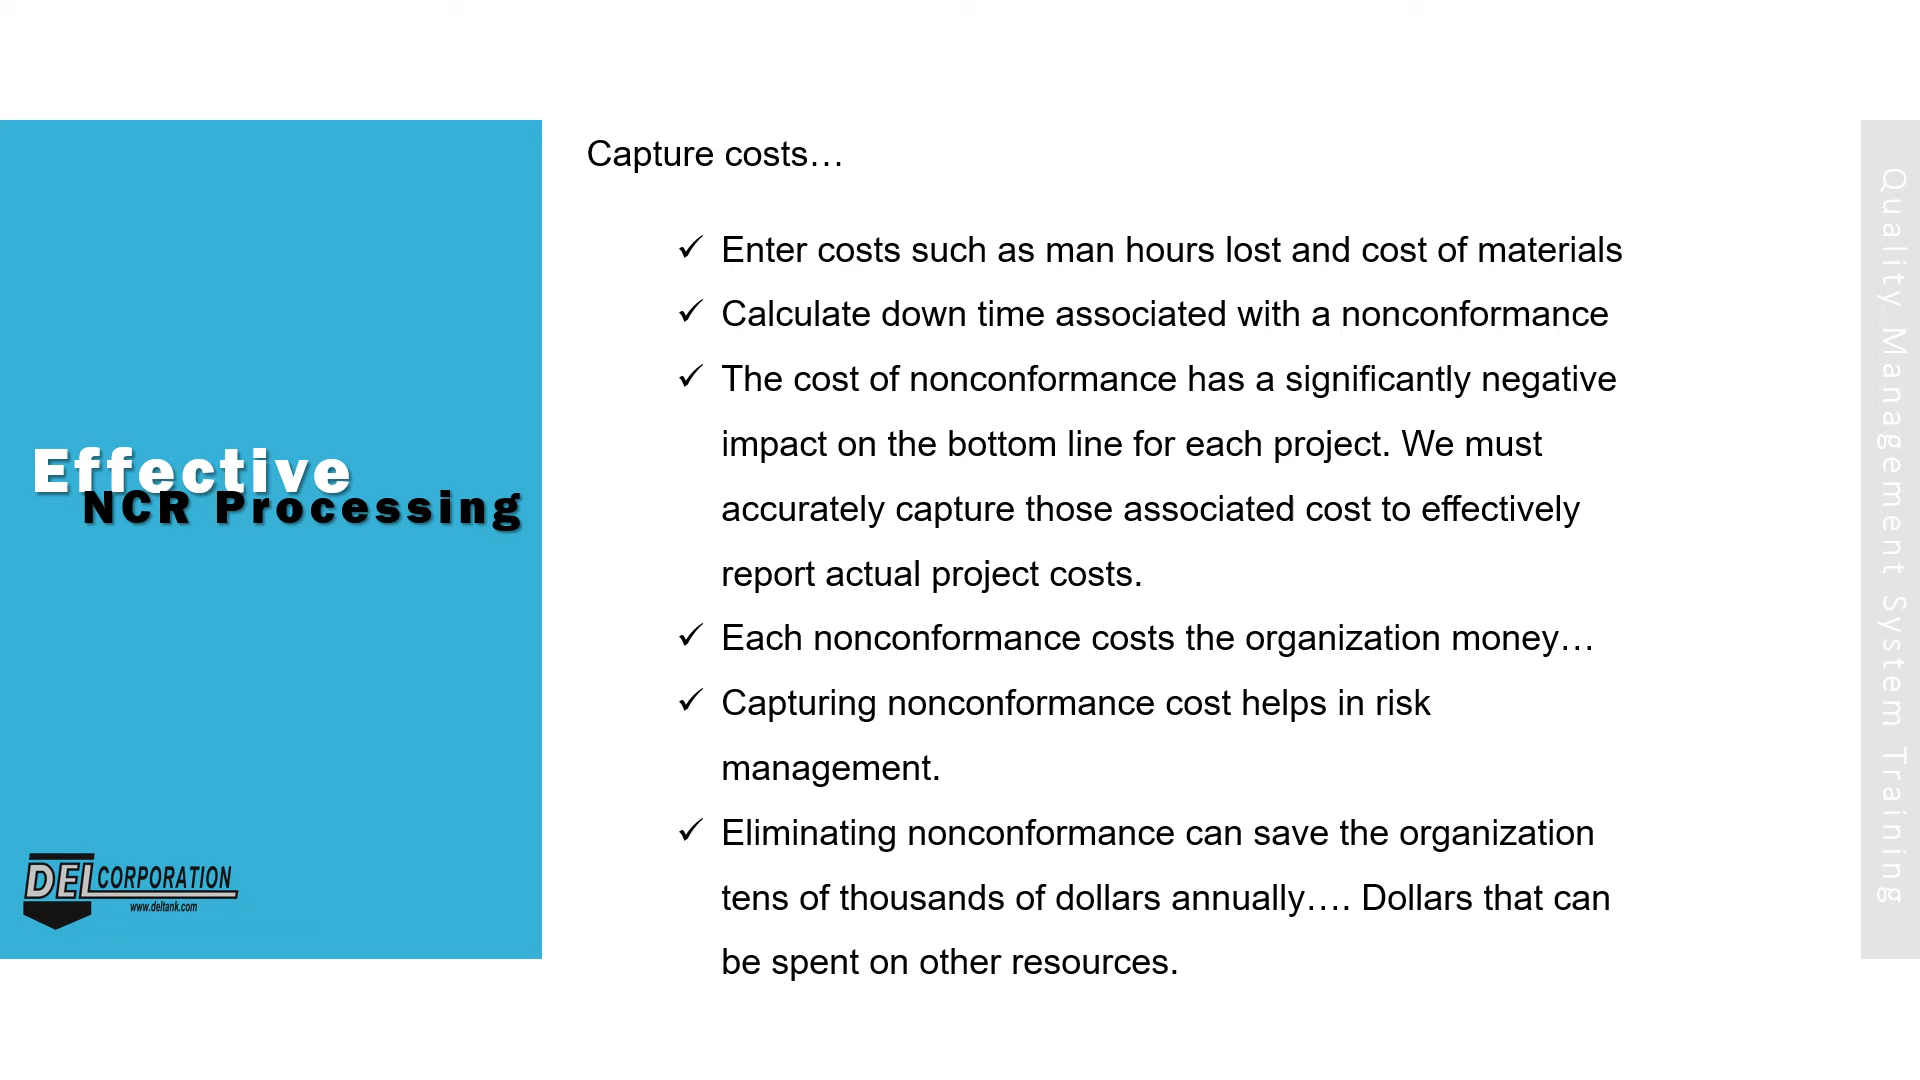 Effective
NCR Processing
DEL CORPORATION
www.deltank.com
Capture costs…
✓ Enter costs such as man hours lost and cost of materials
✓ Calculate down time associated with a nonconformance
✓ The cost of nonconformance has a significantly negative
impact on the bottom line for each project. We must
accurately capture those associated cost to effectively
report actual project costs.
✓ Each nonconformance costs the organization money…
✓ Capturing nonconformance cost helps in risk
management.
✓ Eliminating nonconformance can save the organization
tens of thousands of dollars annually…. Dollars that can
be spent on other resources.
Quality Management System Training